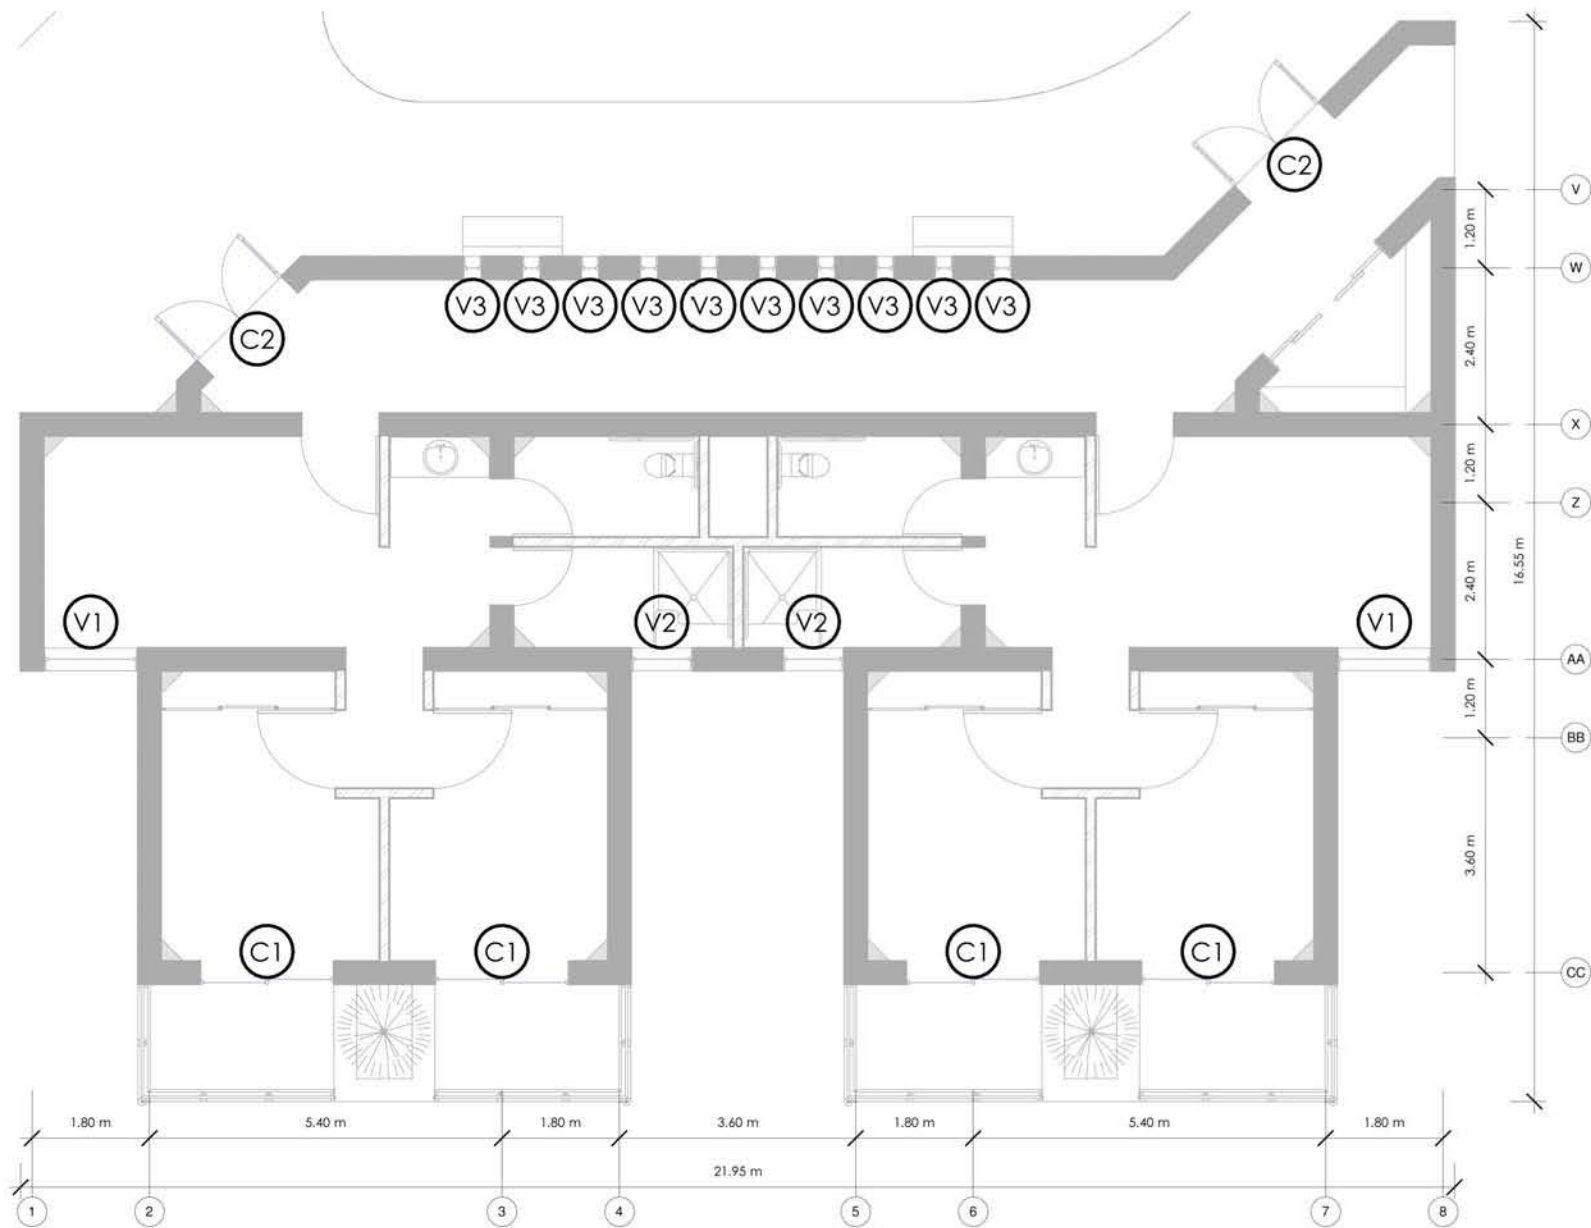 C2
V
1.20 m
W
V3 V3 V3 V3 V3 V3 V3 V3 V3 V3
C2
2.40 m
X
1.20 m
Z
16.55 m
2.40 m
V1 V2 V2 V1
AA
1.20 m
BB
3.60 m
C1 C1 C1 C1
CC
1.80 m 5.40 m 1.80 m 3.60 m 1.80 m 5.40 m 1.80 m
21.95 m
1 2 3 4 5 6 7 8